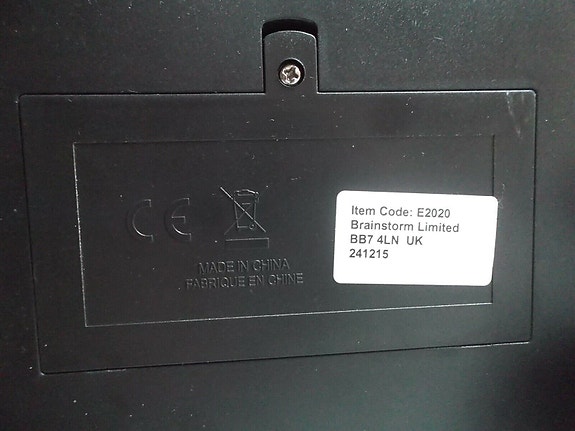 CE
MADE IN CHINA
FABRIQUE EN CHINE
Item Code: E2020
Brainstorm Limited
BB7 4LN UK
241215